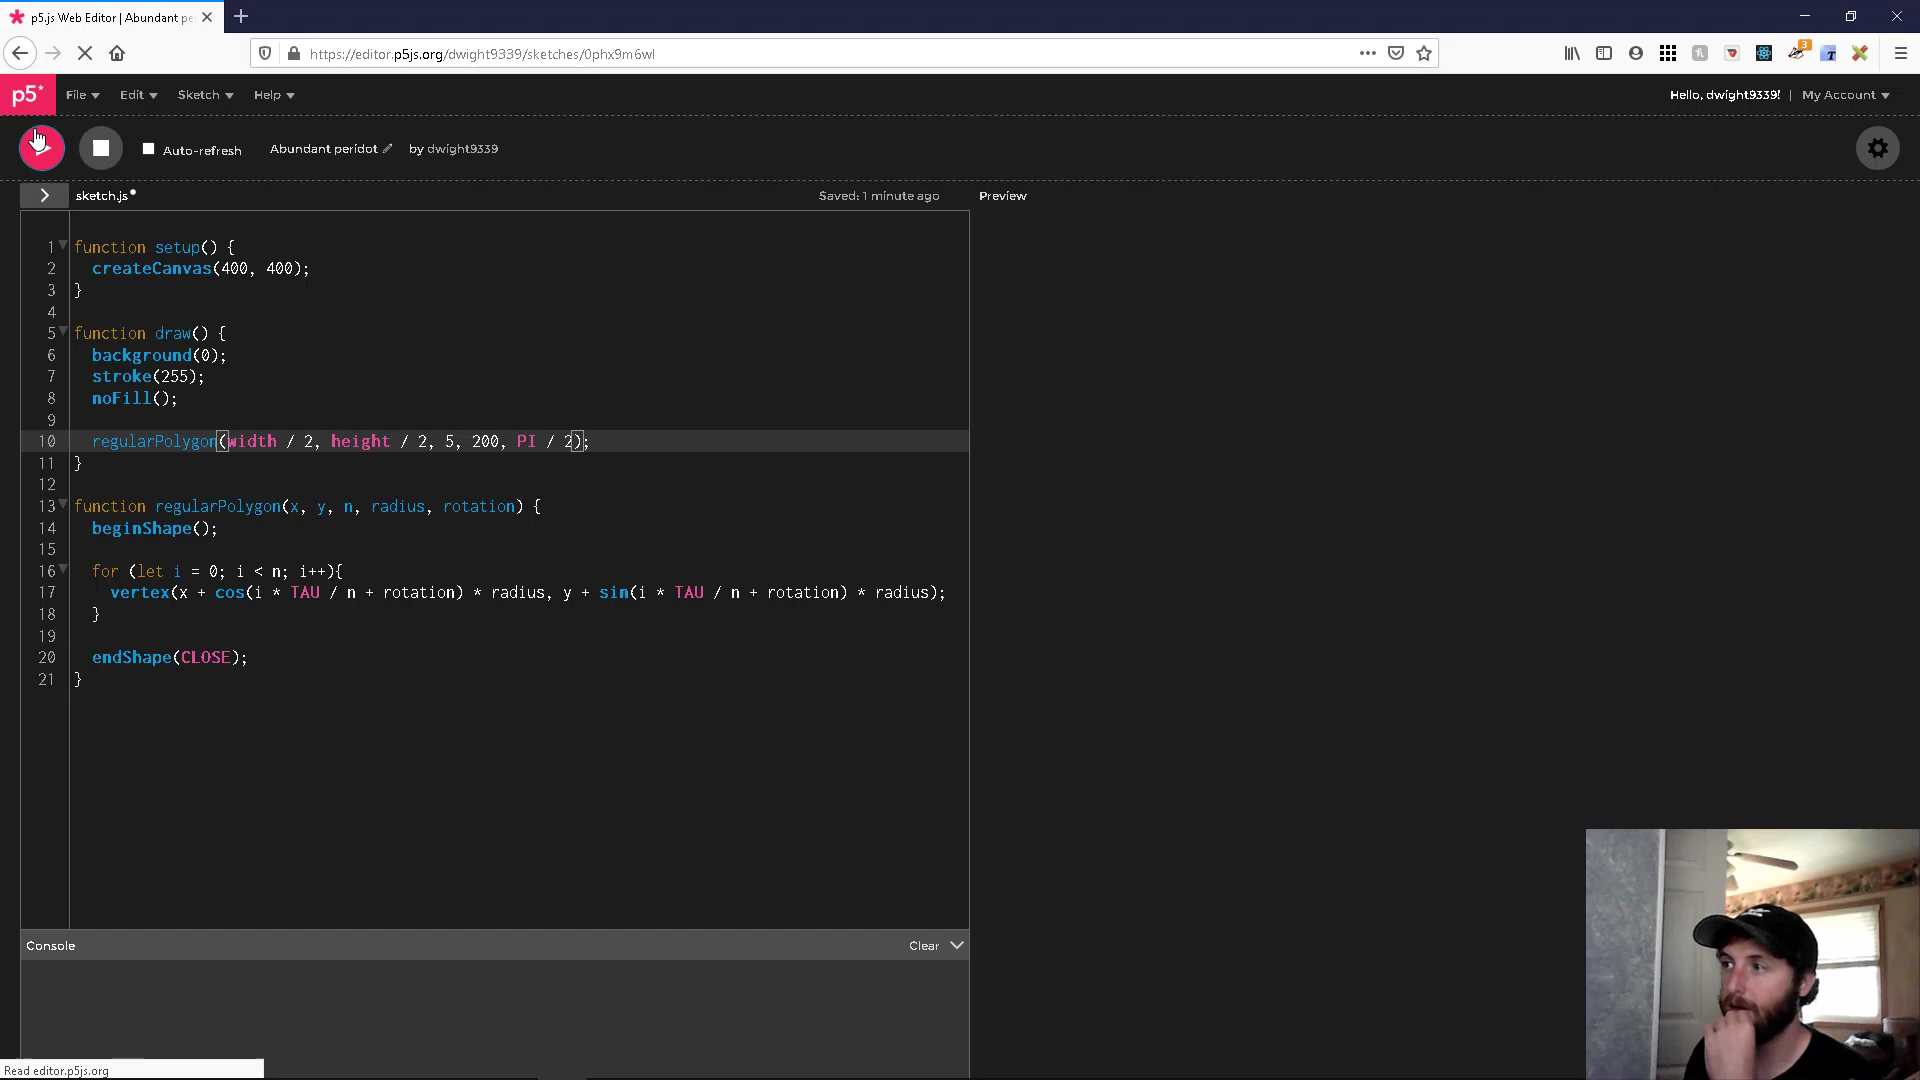 p5.js Web Editor | Abundant pe
https://editor.p5js.org/dwight9339/sketches/0phx9m6wl
3
p5* File Edit Sketch Help Hello, dwight9339! | My Account
Auto-refresh Abundant peridot by dwight9339
sketch.js Saved: 1 minute ago Preview
1 function setup() {
2 createCanvas(400, 400);
3 }
4
5 function draw() {
6 background(0);
7 stroke(255);
8 noFill();
9
10 regularPolygon(width / 2, height / 2, 5, 200, PI / 2);
11 }
12
13 function regularPolygon(x, y, n, radius, rotation) {
14 beginShape();
15
16 for (let i = 0; i < n; i++){
17 vertex(x + cos(i * TAU / n + rotation) * radius, y + sin(i * TAU / n + rotation) * radius);
18 }
19
20 endShape(CLOSE);
21 }
Console Clear
Read editor.p5js.org